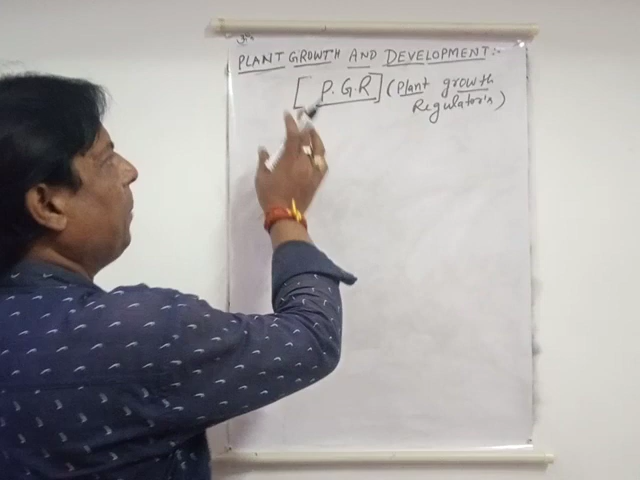 ॐ
PLANT GROWTH AND DEVELOPMENT:-
[P.G.R] (Plant growth
Regulator's)